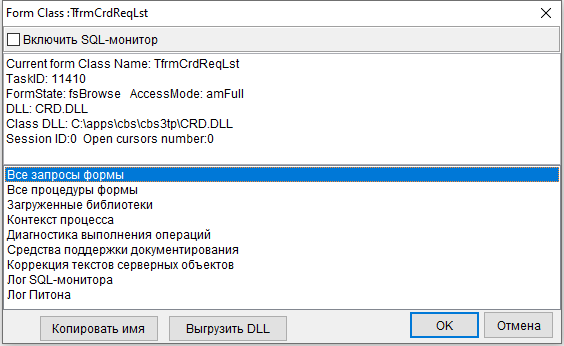 Form Class :TfrmCrdReqLst
Включить SQL-монитор
Current form Class Name: TfrmCrdReqLst
TaskID: 11410
FormState: fsBrowse   AccessMode: amFull
DLL: CRD.DLL
Class DLL: C:\apps\cbs\cbs3tp\CRD.DLL
Session ID:0  Open cursors number:0
Все запросы формы
Все процедуры формы
Загруженные библиотеки
Контекст процесса
Диагностика выполнения операций
Средства поддержки документирования
Коррекция текстов серверных объектов
Лог SQL-монитора
Лог Питона
Копировать имя
Выгрузить DLL
OK
Отмена